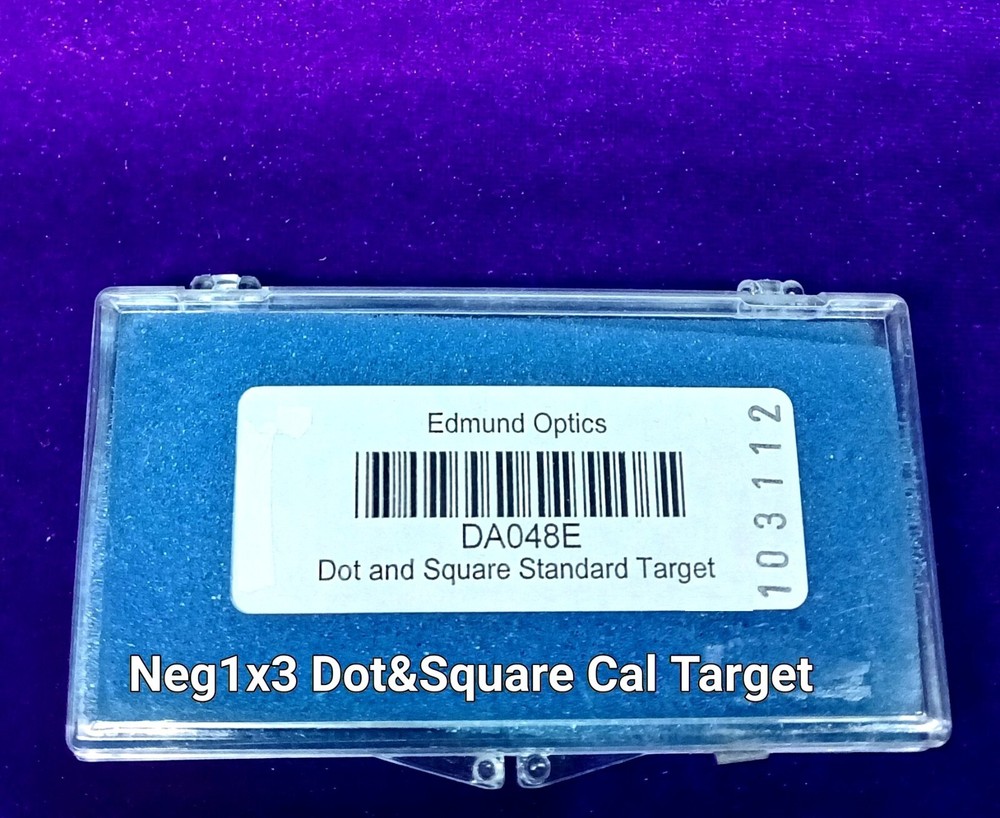 Edmund Optics
DA048E
Dot and Square Standard Target
103112
Neg1x3 Dot&Square Cal Target